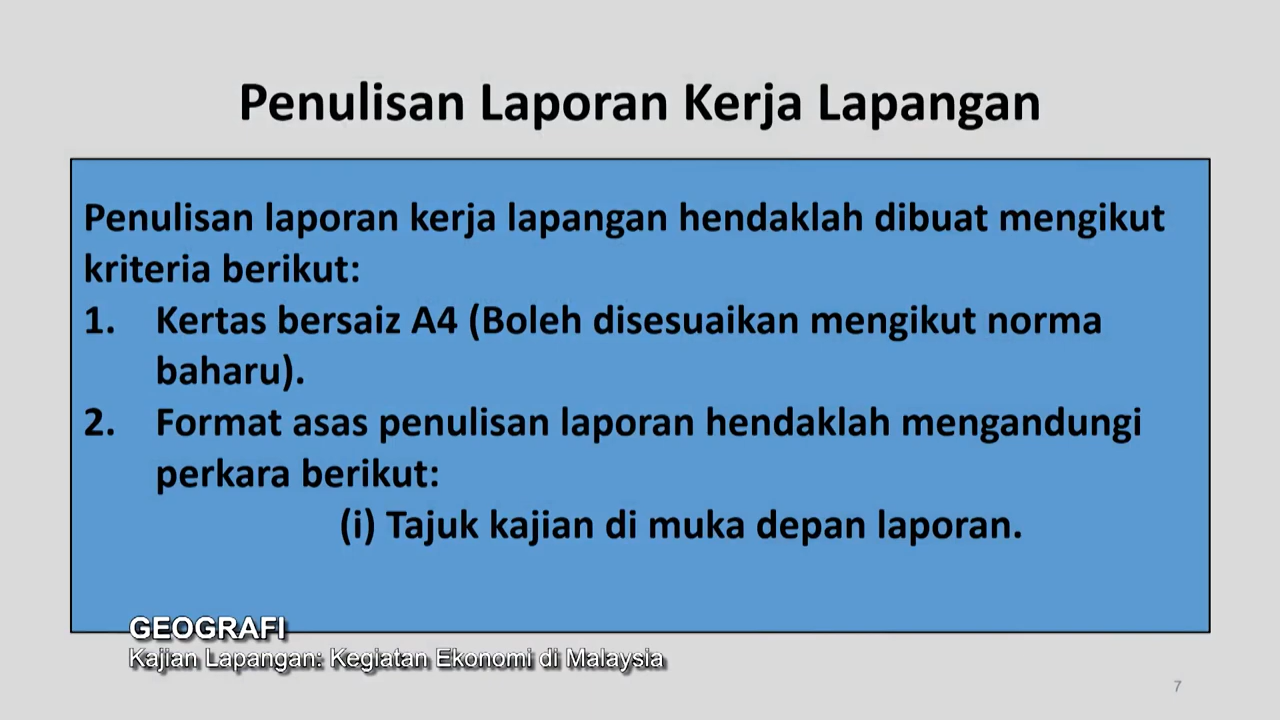 Penulisan Laporan Kerja Lapangan
Penulisan laporan kerja lapangan hendaklah dibuat mengikut
kriteria berikut:
1. Kertas bersaiz A4 (Boleh disesuaikan mengikut norma
baharu).
2. Format asas penulisan laporan hendaklah mengandungi
perkara berikut:
(i) Tajuk kajian di muka depan laporan.
GEOGRAFI
Kajian Lapangan: Kegiatan Ekonomi di Malaysia
7